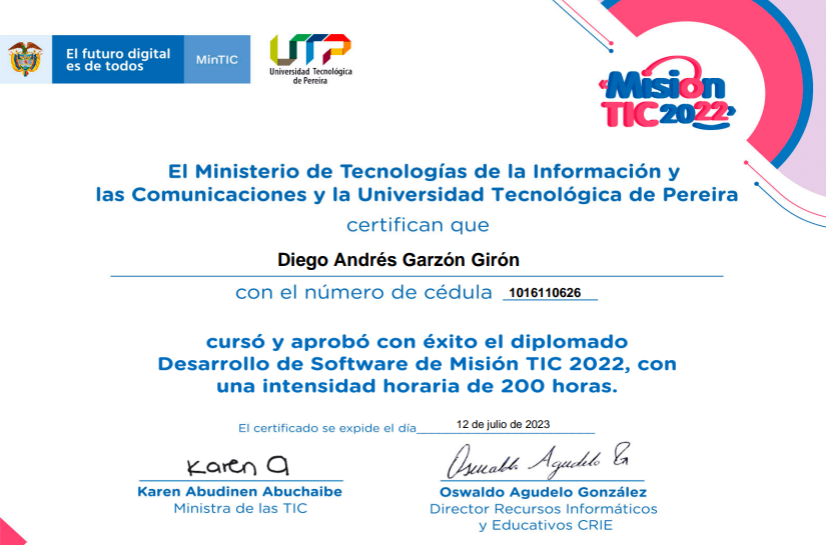 El futuro digital
es de todos
MinTIC
UTP
Universidad Tecnológica
de Pereira
Misión
TIC2022
El Ministerio de Tecnologías de la Información y
las Comunicaciones y la Universidad Tecnológica de Pereira
certifican que
Diego Andrés Garzón Girón
con el número de cédula 1016110626
cursó y aprobó con éxito el diplomado
Desarrollo de Software de Misión TIC 2022, con
una intensidad horaria de 200 horas.
El certificado se expide el día 12 de julio de 2023
Karen A
Oswaldo Agudelo G
Karen Abudinen Abuchaibe
Ministra de las TIC
Oswaldo Agudelo González
Director Recursos Informáticos
y Educativos CRIE